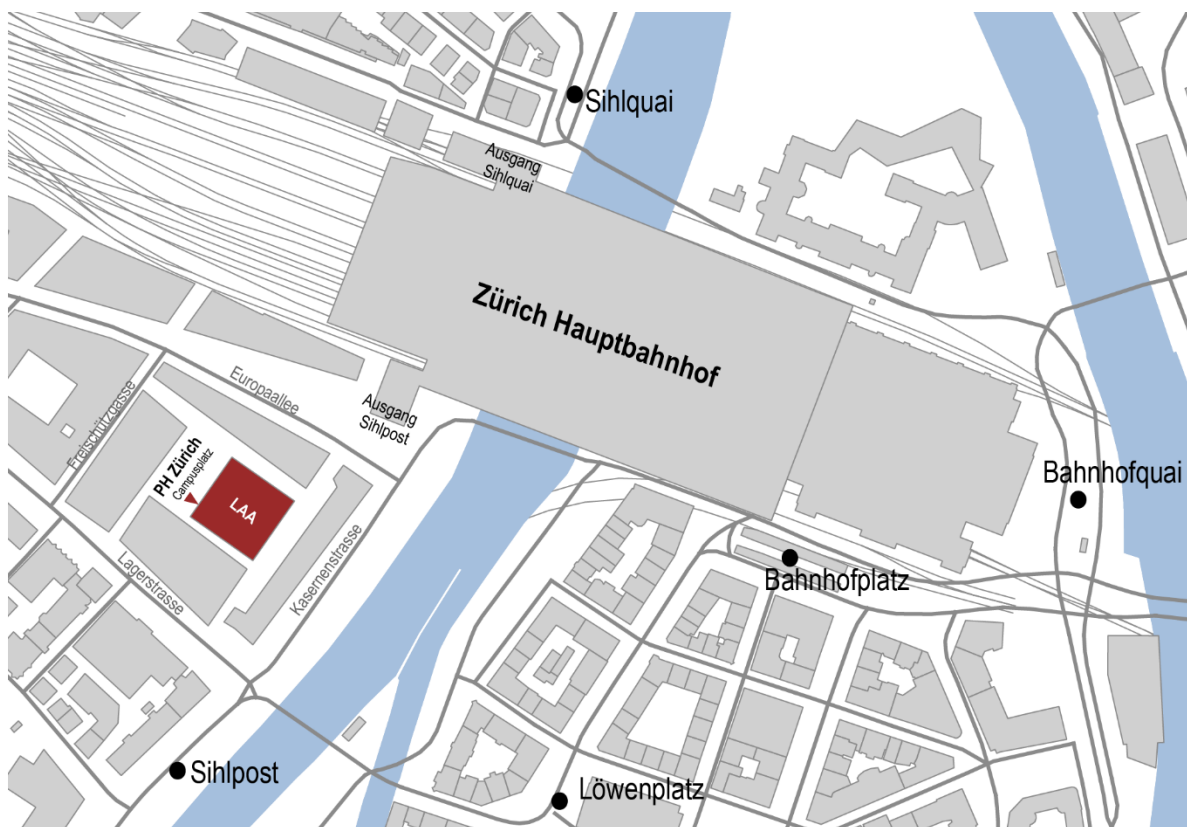 Sihlquai
Ausgang
Sihlquai
Zürich Hauptbahnhof
Europaallee
Freischützgasse
Ausgang
Sihlpost
PH Zürich
Campusplatz
LAA
Bahnhofquai
Kasernenstrasse
Lagerstrasse
Bahnhofplatz
Sihlpost
Löwenplatz